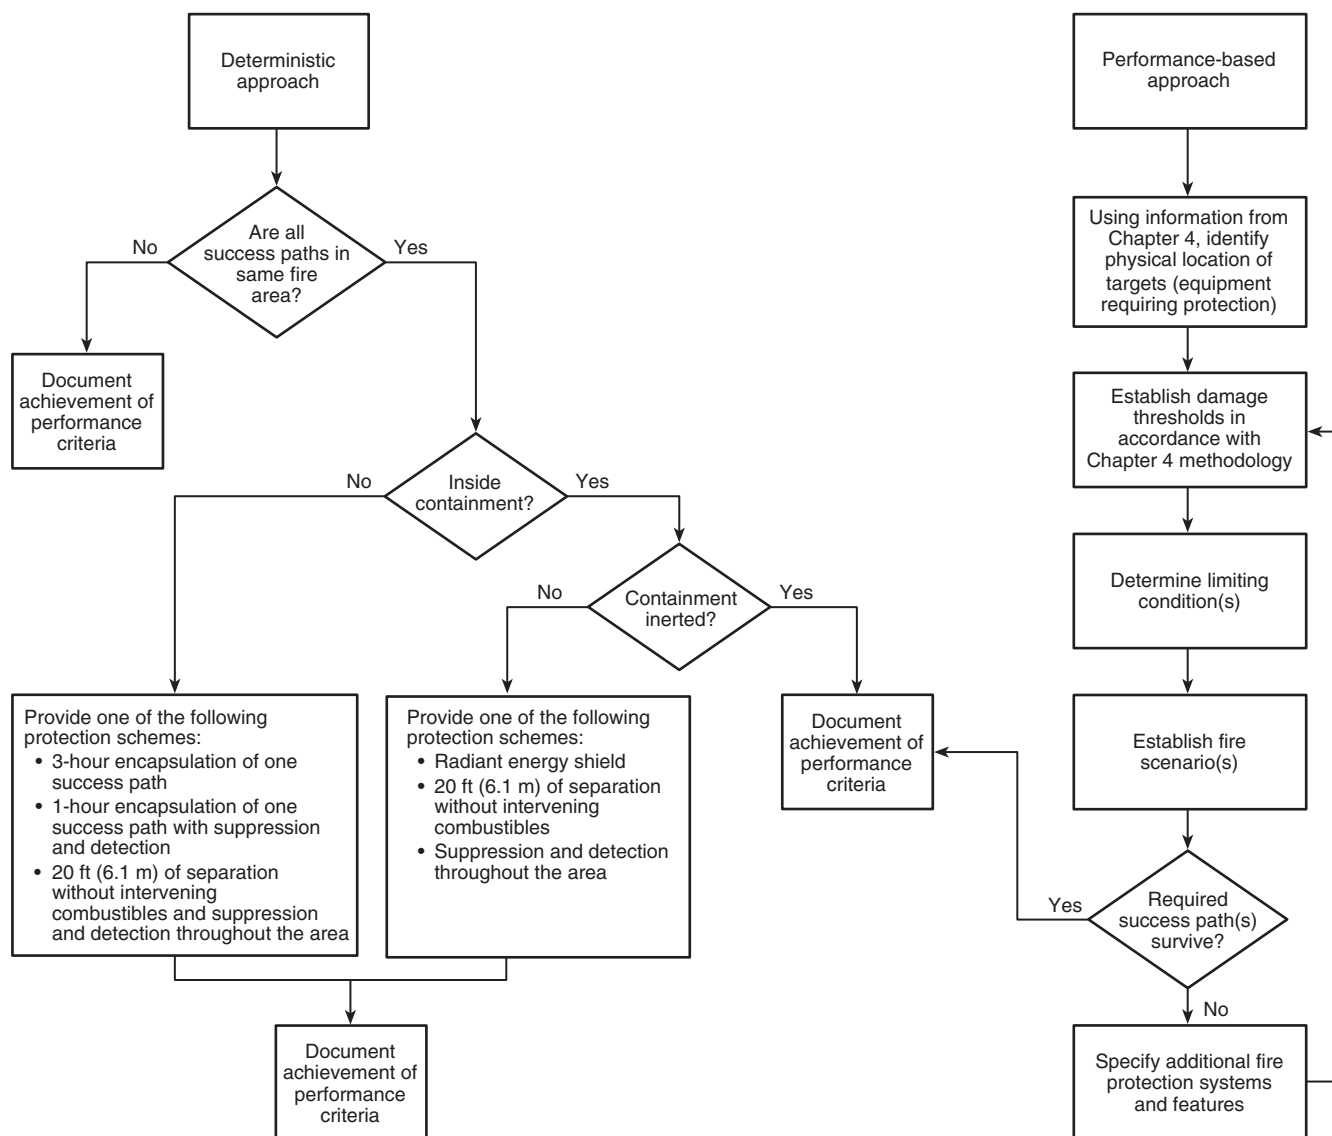 Deterministic
approach
Are all
success paths in
same fire
area?
No
Yes
Document
achievement of
performance
criteria
Inside
containment?
No
Yes
Containment
inerted?
No
Yes
Provide one of the following
protection schemes:
• 3-hour encapsulation of one
success path
• 1-hour encapsulation of one
success path with suppression
and detection
• 20 ft (6.1 m) of separation
without intervening
combustibles and suppression
and detection throughout the area
Provide one of the following
protection schemes:
• Radiant energy shield
• 20 ft (6.1 m) of separation
without intervening
combustibles
• Suppression and detection
throughout the area
Document
achievement of
performance
criteria
Document
achievement of
performance
criteria
Performance-based
approach
Using information from
Chapter 4, identify
physical location of
targets (equipment
requiring protection)
Establish damage
thresholds in
accordance with
Chapter 4 methodology
Determine limiting
condition(s)
Establish fire
scenario(s)
Required
success path(s)
survive?
Yes
No
Specify additional fire
protection systems
and features